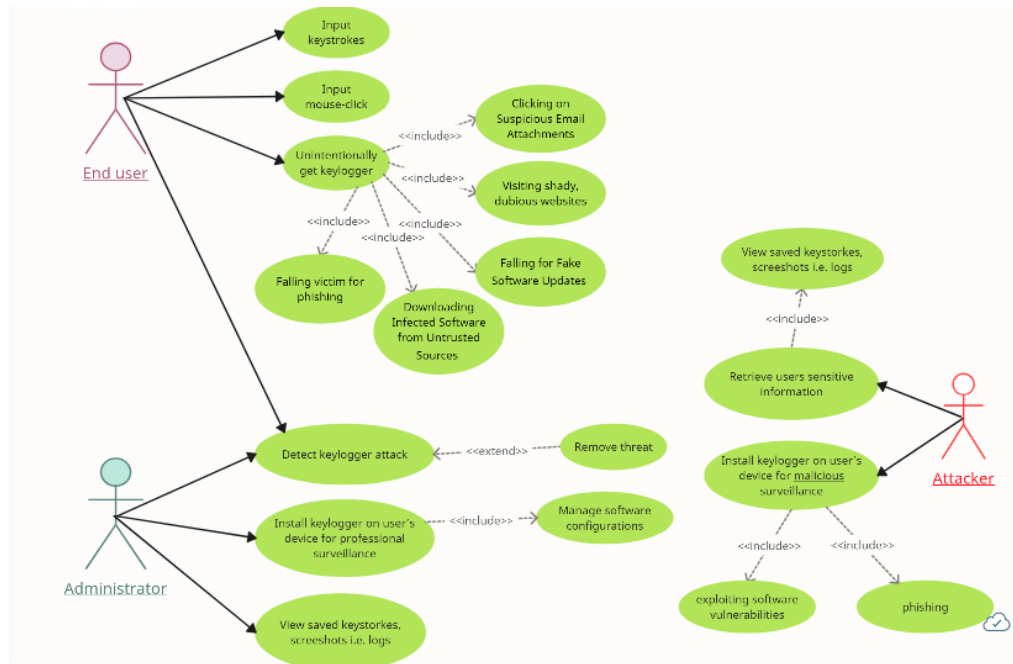 Input
keystrokes
Input
mouse-click
Unintentionally
get keylogger
End user
<<include>>
Clicking on
Suspicious Email
Attachments
<<include>>
Visiting shady,
dubious websites
<<include>>
<<include>>
<<include>>
Falling victim for
phishing
Downloading
Infected Software
from Untrusted
Sources
Falling for Fake
Software Updates
View saved keystorkes,
screeshots i.e. logs
<<include>>
Retrieve users sensitive
information
Install keylogger on user's
device for malicious
surveillance
Attacker
<<include>>
<<include>>
exploiting software
vulnerabilities
phishing
Detect keylogger attack
<<extend>>
Remove threat
Administrator
Install keylogger on user's
device for professional
surveillance
<<include>>
Manage software
configurations
View saved keystorkes,
screeshots i.e. logs